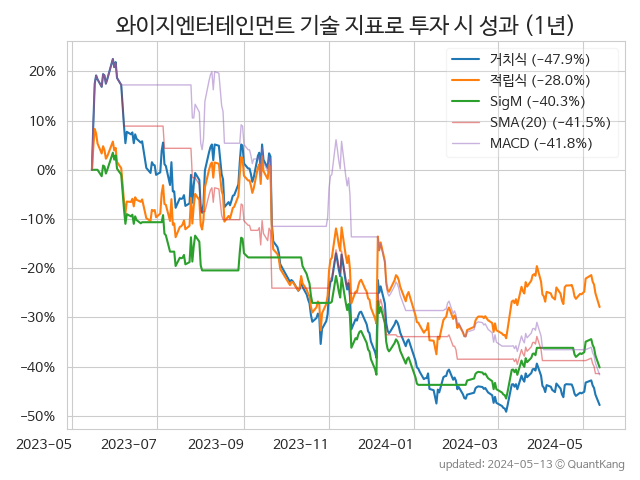 와이지엔터테인먼트 기술 지표로 투자 시 성과 (1년)
거치식 (−47.9%)
적립식 (−28.0%)
SigM (−40.3%)
SMA(20) (−41.5%)
MACD (−41.8%)
20%
10%
0%
−10%
−20%
−30%
−40%
−50%
2023-05 2023-07 2023-09 2023-11 2024-01 2024-03 2024-05
updated: 2024-05-13 © QuantKang